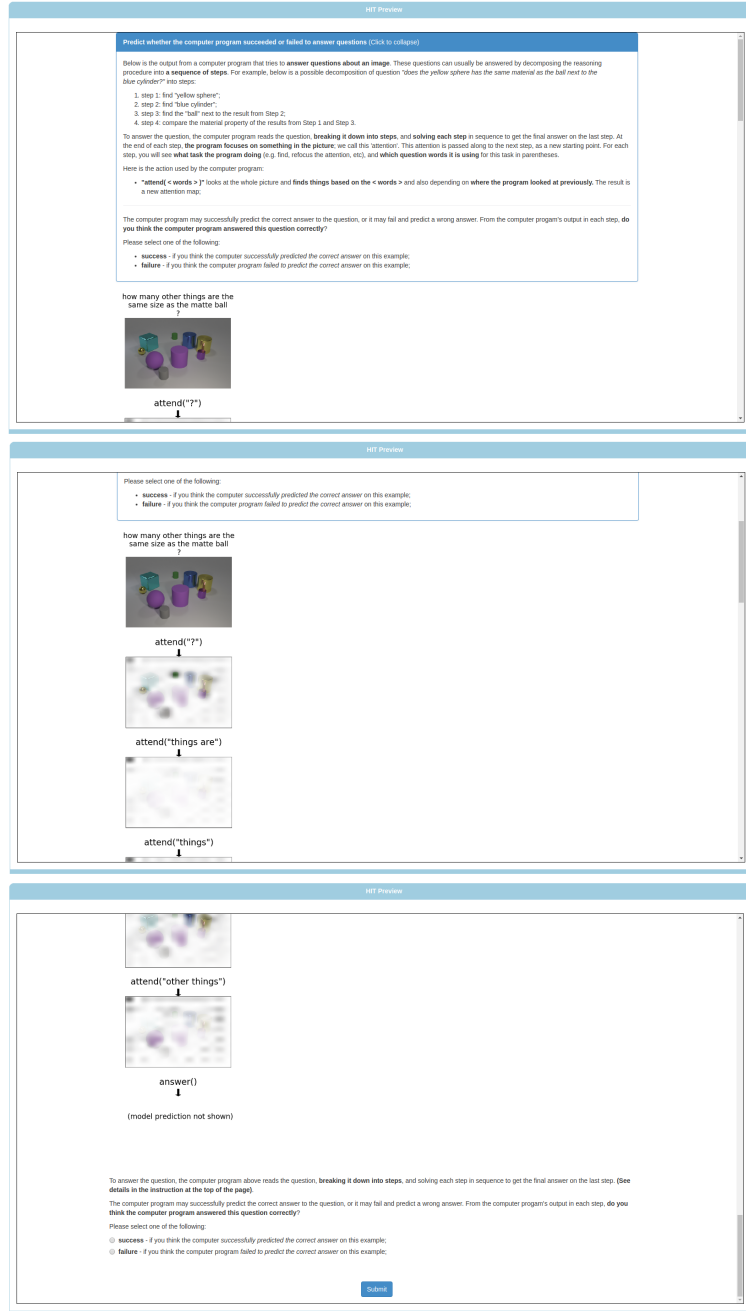 HIT Preview
Predict whether the computer program succeeded or failed to answer questions (Click to collapse)
Below is the output from a computer program that tries to answer questions about an image. These questions can usually be answered by decomposing the reasoning
procedure into a sequence of steps. For example, below is a possible decomposition of question "does the yellow sphere has the same material as the ball next to the
blue cylinder?" into steps:
1. step 1: find "yellow sphere";
2. step 2: find "blue cylinder";
3. step 3: find the "ball" next to the result from Step 2;
4. step 4: compare the material property of the results from Step 1 and Step 3.
To answer the question, the computer program reads the question, breaking it down into steps, and solving each step in sequence to get the final answer on the last step. At
the end of each step, the program focuses on something in the picture; we call this 'attention'. This attention is passed along to the next step, as a new starting point. For each
step, you will see what task the program doing (e.g. find, refocus the attention, etc), and which question words it is using for this task in parentheses.
Here is the action used by the computer program:
• "attend( < words > )" looks at the whole picture and finds things based on the < words > and also depending on where the program looked at previously. The result is
a new attention map;
The computer program may successfully predict the correct answer to the question, or it may fail and predict a wrong answer. From the computer progam's output in each step, do
you think the computer program answered this question correctly?
Please select one of the following:
• success - if you think the computer successfully predicted the correct answer on this example;
• failure - if you think the computer program failed to predict the correct answer on this example;
how many other things are the
same size as the matte ball
?
attend("?")
HIT Preview
Please select one of the following:
• success - if you think the computer successfully predicted the correct answer on this example;
• failure - if you think the computer program failed to predict the correct answer on this example;
how many other things are the
same size as the matte ball
?
attend("?")
attend("things are")
attend("things")
HIT Preview
attend("other things")
answer()
(model prediction not shown)
To answer the question, the computer program above reads the question, breaking it down into steps, and solving each step in sequence to get the final answer on the last step. (See
details in the instruction at the top of the page).
The computer program may successfully predict the correct answer to the question, or it may fail and predict a wrong answer. From the computer progam's output in each step, do you
think the computer program answered this question correctly?
Please select one of the following:
success - if you think the computer successfully predicted the correct answer on this example;
failure - if you think the computer program failed to predict the correct answer on this example;
Submit